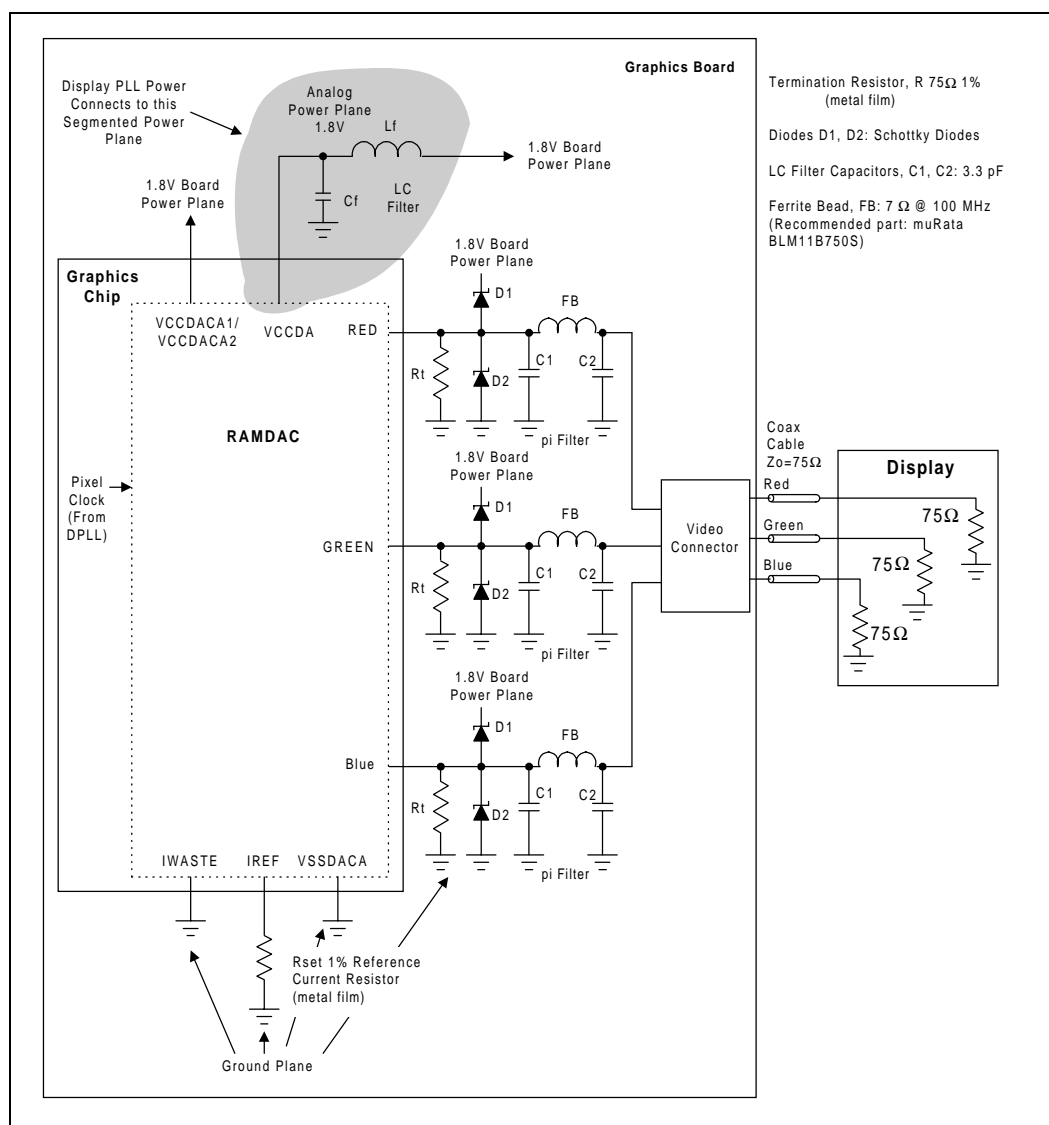 Graphics Board
Display PLL Power
Connects to this
Segmented Power
Plane
Analog
Power Plane
1.8V
Lf
1.8V Board
Power Plane
Cf
LC
Filter
1.8V Board
Power Plane
Termination Resistor, R 75Ω 1%
(metal film)
Diodes D1, D2: Schottky Diodes
LC Filter Capacitors, C1, C2: 3.3 pF
Ferrite Bead, FB: 7 Ω @ 100 MHz
(Recommended part: muRata
BLM11B750S)
Graphics
Chip
VCCDACA1/
VCCDACA2
VCCDA
RED
1.8V Board
Power Plane
D1
FB
Rt
D2
C1
C2
pi Filter
RAMDAC
Pixel
Clock
(From
DPLL)
GREEN
1.8V Board
Power Plane
D1
FB
Rt
D2
C1
C2
pi Filter
Video
Connector
Coax
Cable
Zo=75Ω
Red
Green
Blue
Display
75Ω
75Ω
75Ω
Blue
1.8V Board
Power Plane
D1
FB
Rt
D2
C1
C2
pi Filter
IWASTE
IREF
VSSDACA
Rset 1% Reference
Current Resistor
(metal film)
Ground Plane